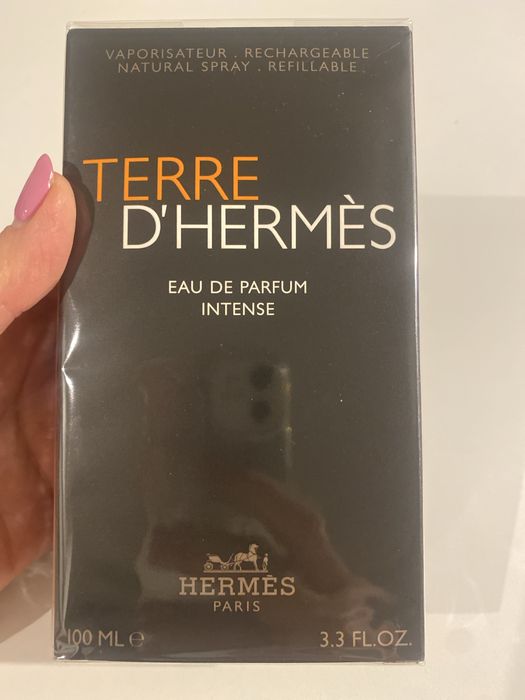 VAPORISATEUR . RECHARGEABLE
NATURAL SPRAY . REFILLABLE
TERRE
D'HERMÈS
EAU DE PARFUM
INTENSE
HERMÈS
PARIS
100 ML ℮ 3.3 FL.OZ.